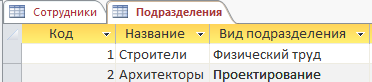 Сотрудники Подразделения
Код Название Вид подразделения
1 Строители Физический труд
2 Архитекторы Проектирование